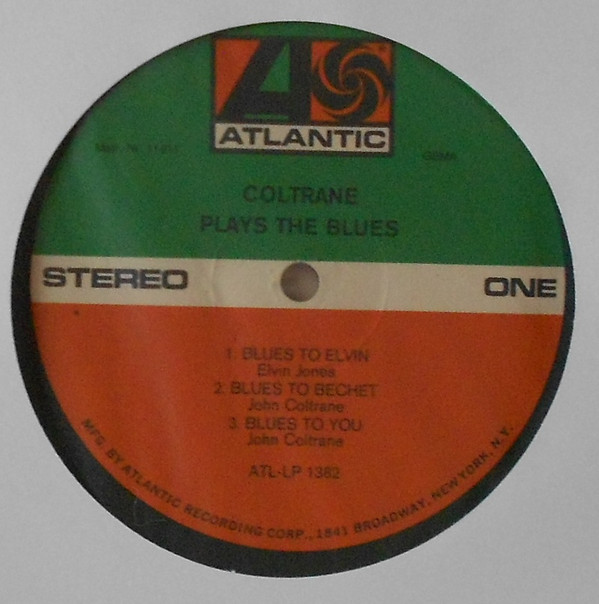 ATLANTIC
GEMA
COLTRANE
PLAYS THE BLUES
STEREO
ONE
1. BLUES TO ELVIN
Elvin Jones
2. BLUES TO BECHET
John Coltrane
3. BLUES TO YOU
John Coltrane
ATL-LP 1382
MFG. BY ATLANTIC RECORDING CORP., 1841 BROADWAY, NEW YORK, N.Y.